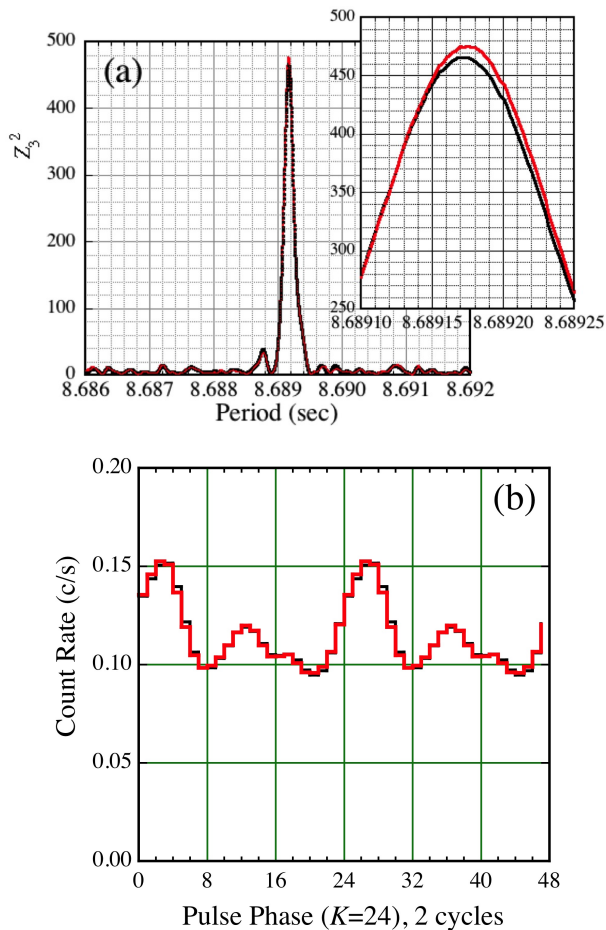 (a)
Z₃²
500
400
300
200
100
0
8.686 8.687 8.688 8.689 8.690 8.691 8.692
Period (sec)
500
450
400
350
300
250
8.68910 8.68915 8.68920 8.68925
(b)
Count Rate (c/s)
0.20
0.15
0.10
0.05
0.00
0 8 16 24 32 40 48
Pulse Phase (K=24), 2 cycles